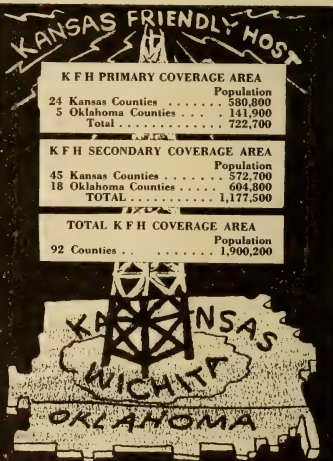 KANSAS FRIENDLY HOST
K F H PRIMARY COVERAGE AREA
Population
24 Kansas Counties . . . . . . . 580,800
5 Oklahoma Counties . . . . 141,900
Total . . . . . . . . . . . . 722,700
K F H SECONDARY COVERAGE AREA
Population
45 Kansas Counties . . . . . . . 572,700
18 Oklahoma Counties . . . . . 604,800
TOTAL . . . . . . . . . . . . 1,177,500
TOTAL K F H COVERAGE AREA
Population
92 Counties . . . . . . . . . . . 1,900,200
KANSAS
WICHITA
OKLAHOMA